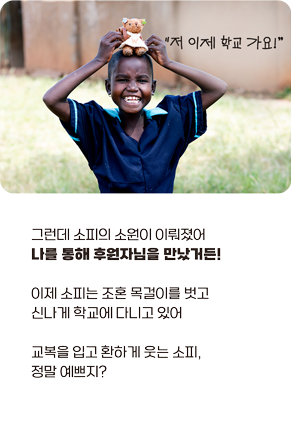 "저 이제 학교 가요!"
그런데 소피의 소원이 이뤄졌어
나를 통해 후원자님을 만났거든!
이제 소피는 조혼 목걸이를 벗고
신나게 학교에 다니고 있어
교복을 입고 환하게 웃는 소피,
정말 예쁘지?